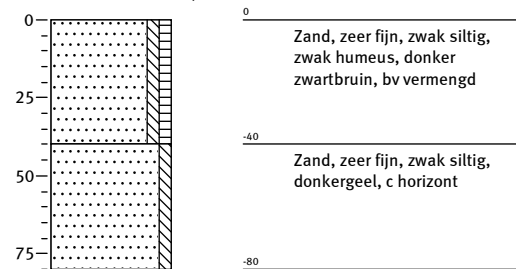 0
0
Zand, zeer fijn, zwak siltig,
zwak humeus, donker
zwartbruin, bv vermengd
25
-40
Zand, zeer fijn, zwak siltig,
donkergeel, c horizont
50
75
-80